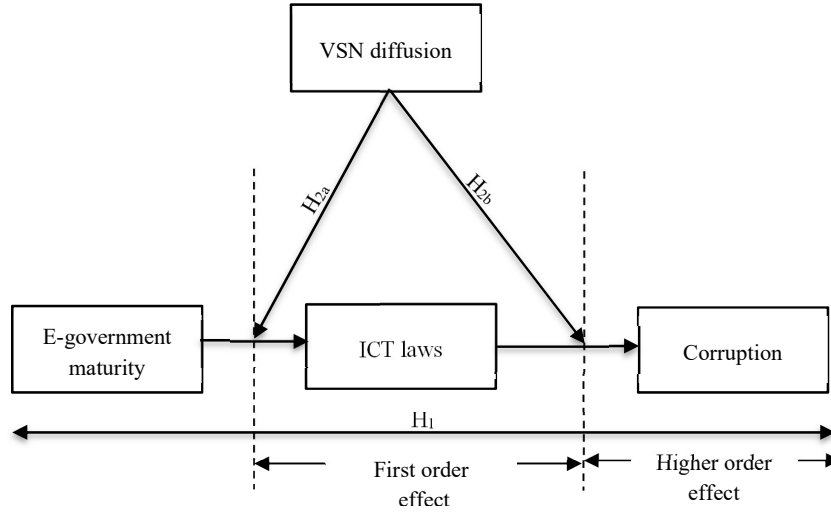 VSN diffusion
H2a
H2b
E-government
maturity
ICT laws
Corruption
H1
First order
effect
Higher order
effect